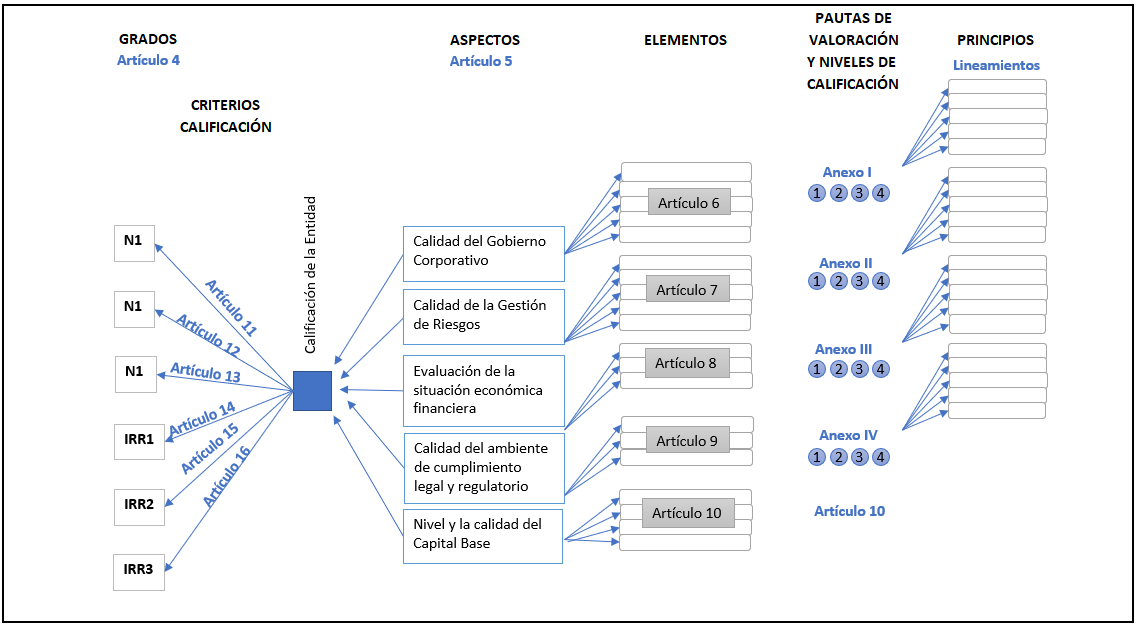 GRADOS
Artículo 4
CRITERIOS
CALIFICACIÓN
ASPECTOS
Artículo 5
ELEMENTOS
PAUTAS DE
VALORACIÓN
Y NIVELES DE
CALIFICACIÓN
PRINCIPIOS
Lineamientos
N1
N1
N1
IRR1
IRR2
IRR3
Artículo 11
Artículo 12
Artículo 13
Artículo 14
Artículo 15
Artículo 16
Calificación de la Entidad
Calidad del Gobierno
Corporativo
Calidad de la Gestión
de Riesgos
Evaluación de la
situación económica
financiera
Calidad del ambiente
de cumplimiento
legal y regulatorio
Nivel y la calidad del
Capital Base
Artículo 6
Artículo 7
Artículo 8
Artículo 9
Artículo 10
Anexo I
1 2 3 4
Anexo II
1 2 3 4
Anexo III
1 2 3 4
Anexo IV
1 2 3 4
Artículo 10